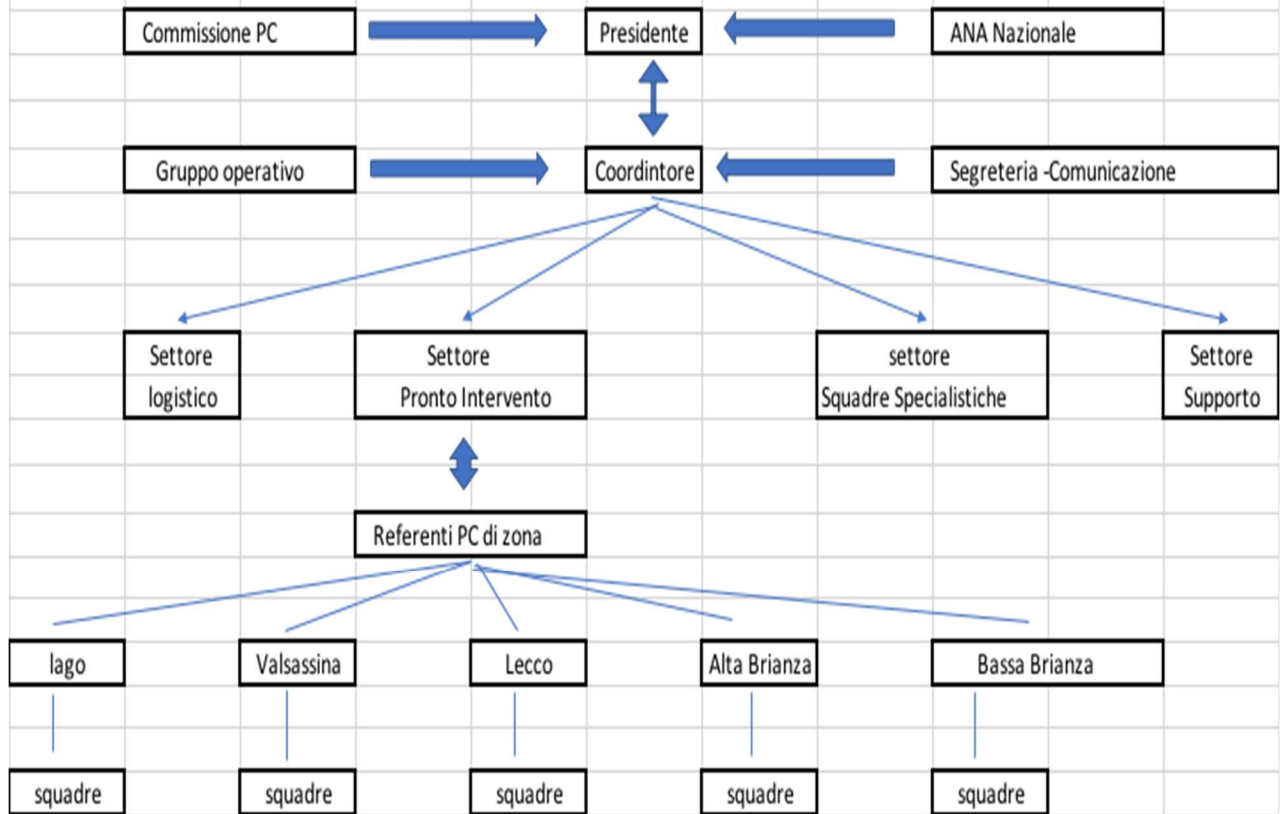 Commissione PC
Presidente
ANA Nazionale
Gruppo operativo
Coordintore
Segreteria -Comunicazione
Settore
logistico
Settore
Pronto Intervento
settore
Squadre Specialistiche
Settore
Supporto
Referenti PC di zona
lago
Valsassina
Lecco
Alta Brianza
Bassa Brianza
squadre
squadre
squadre
squadre
squadre